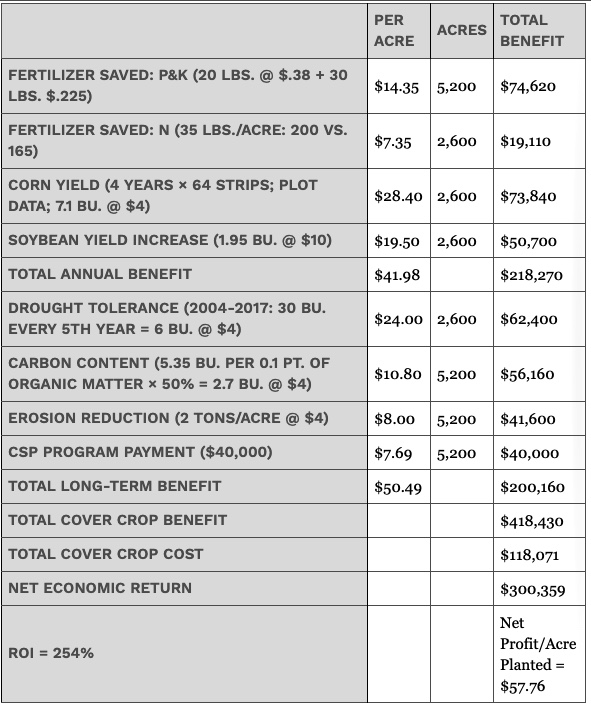 PER
ACRE
ACRES
TOTAL
BENEFIT
FERTILIZER SAVED: P&K (20 LBS. @ $.38 + 30
LBS. $.225)
$14.35
5,200
$74,620
FERTILIZER SAVED: N (35 LBS./ACRE: 200 VS.
165)
$7.35
2,600
$19,110
CORN YIELD (4 YEARS × 64 STRIPS; PLOT
DATA; 7.1 BU. @ $4)
$28.40
2,600
$73,840
SOYBEAN YIELD INCREASE (1.95 BU. @ $10)
$19.50
2,600
$50,700
TOTAL ANNUAL BENEFIT
$41.98
$218,270
DROUGHT TOLERANCE (2004-2017: 30 BU.
EVERY 5TH YEAR = 6 BU. @ $4)
$24.00
2,600
$62,400
CARBON CONTENT (5.35 BU. PER 0.1 PT. OF
ORGANIC MATTER × 50% = 2.7 BU. @ $4)
$10.80
5,200
$56,160
EROSION REDUCTION (2 TONS/ACRE @ $4)
$8.00
5,200
$41,600
CSP PROGRAM PAYMENT ($40,000)
$7.69
5,200
$40,000
TOTAL LONG-TERM BENEFIT
$50.49
$200,160
TOTAL COVER CROP BENEFIT
$418,430
TOTAL COVER CROP COST
$118,071
NET ECONOMIC RETURN
$300,359
ROI = 254%
Net
Profit/Acre
Planted =
$57.76